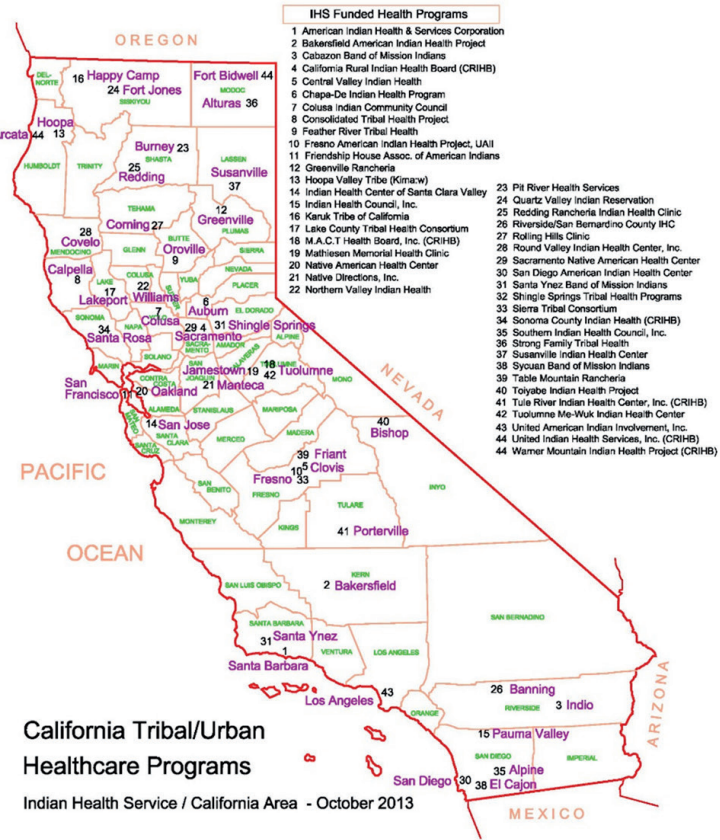 IHS Funded Health Programs
1 American Indian Health & Services Corporation
2 Bakersfield American Indian Health Project
3 Cabazon Band of Mission Indians
4 California Rural Indian Health Board (CRIHB)
5 Central Valley Indian Health
6 Chapa-De Indian Health Program
7 Colusa Indian Community Council
8 Consolidated Tribal Health Project
9 Feather River Tribal Health
10 Fresno American Indian Health Project, UAII
11 Friendship House Assoc. of American Indians
12 Greenville Rancheria
13 Hoopa Valley Tribe (Kima:w)
14 Indian Health Center of Santa Clara Valley
15 Indian Health Council, Inc.
16 Karuk Tribe of California
17 Lake County Tribal Health Consortium
18 M.A.C.T Health Board, Inc. (CRIHB)
19 Mathiesen Memorial Health Clinic
20 Native American Health Center
21 Native Directions, Inc.
22 Northern Valley Indian Health
23 Pit River Health Services
24 Quartz Valley Indian Reservation
25 Redding Rancheria Indian Health Clinic
26 Riverside/San Bernardino County IHC
27 Rolling Hills Clinic
28 Round Valley Indian Health Center, Inc.
29 Sacramento Native American Health Center
30 San Diego American Indian Health Center
31 Santa Ynez Band of Mission Indians
32 Shingle Springs Tribal Health Programs
33 Sierra Tribal Consortium
34 Sonoma County Indian Health (CRIHB)
35 Southern Indian Health Council, Inc.
36 Strong Family Tribal Health
37 Susanville Indian Health Center
38 Sycuan Band of Mission Indians
39 Table Mountain Rancheria
40 Toiyabe Indian Health Project
41 Tule River Indian Health Center, Inc. (CRIHB)
42 Tuolumne Me-Wuk Indian Health Center
43 United American Indian Involvement, Inc.
44 United Indian Health Services, Inc. (CRIHB)
44 Warner Mountain Indian Health Project (CRIHB)
OREGON
DEL-
NORTE
16 Happy Camp
24 Fort Jones
SISKIYOU
Fort Bidwell 44
MODOC
Alturas 36
Hoopa
13
rcata 44
HUMBOLDT
TRINITY
Burney 23
SHASTA
25
Redding
LASSEN
Susanville
37
TEHAMA
Corning 27
12
Greenville
PLUMAS
28
Covelo
MENDOCINO
GLENN
BUTTE
Oroville
9
SIERRA
Calpella
8
LAKE
17
Lakeport
COLUSA
22
Williams
YUBA
NEVADA
PLACER
7
Colusa
6
Auburn
EL DORADO
SONOMA
34
Santa Rosa
NAPA
29 4
Sacramento
SACRA-
MENTO
31 Shingle Springs
AMADOR
ALPINE
SOLANO
MARIN
SAN
JOAQUIN
Jamestown 19
18
42 Tuolumne
21 Manteca
MONO
CONTRA
COSTA
San
Francisco 11
20 Oakland
ALAMEDA
STANISLAUS
MARIPOSA
NEVADA
SAN
MATEO
14 San Jose
SANTA
CLARA
SANTA
CRUZ
MERCED
MADERA
40
Bishop
39 Friant
10 5 Clovis
Fresno 33
FRESNO
SAN
BENITO
INYO
PACIFIC
OCEAN
MONTEREY
KINGS
TULARE
41 Porterville
SAN LUIS OBISPO
KERN
2 Bakersfield
SAN BERNADINO
SANTA BARBARA
31 Santa Ynez
1
Santa Barbara
VENTURA
LOS ANGELES
Los Angeles 43
ORANGE
26 Banning
RIVERSIDE
3 Indio
ARIZONA
15 Pauma Valley
SAN DIEGO
IMPERIAL
35 Alpine
San Diego 30
38 El Cajon
MEXICO
California Tribal/Urban
Healthcare Programs
Indian Health Service / California Area - October 2013